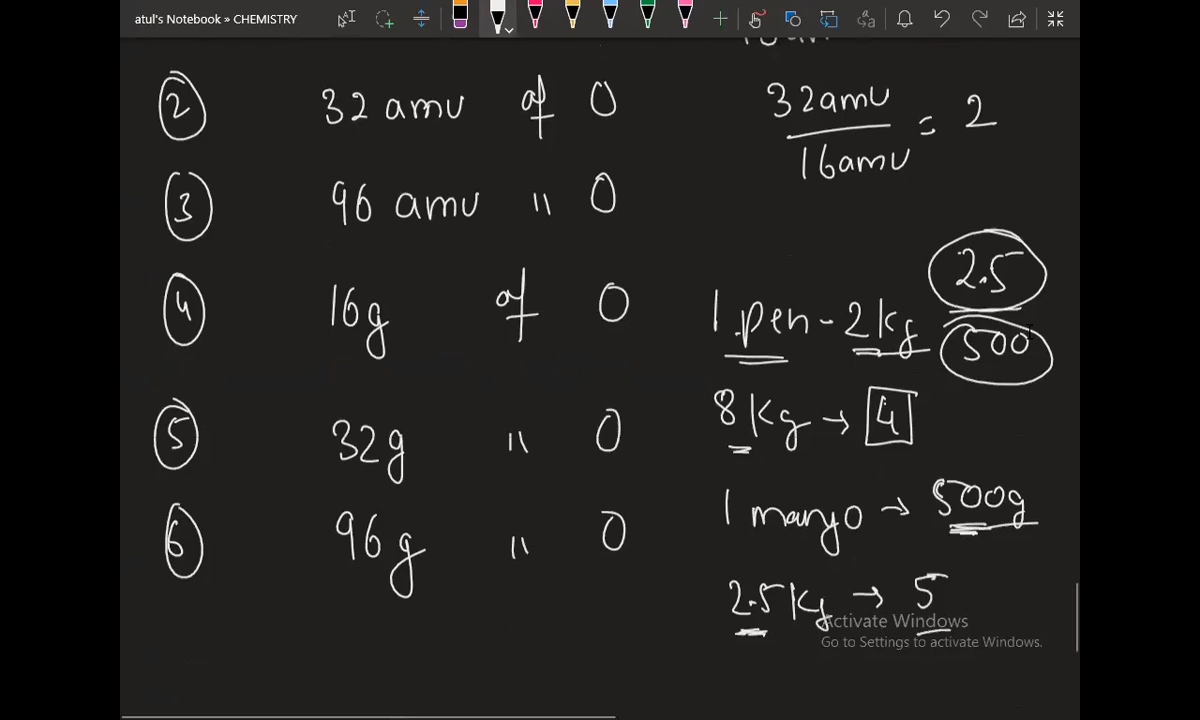 atul's Notebook » CHEMISTRY
② 32 amu of O
32amu
16amu
= 2
③ 96 amu " O
④ 16g of O
2.5
500
1 pen - 2kg
8kg → 4
⑤ 32g " O
1 mango → 500g
⑥ 96g " O
2.5kg → 5
Activate Windows
Go to Settings to activate Windows.